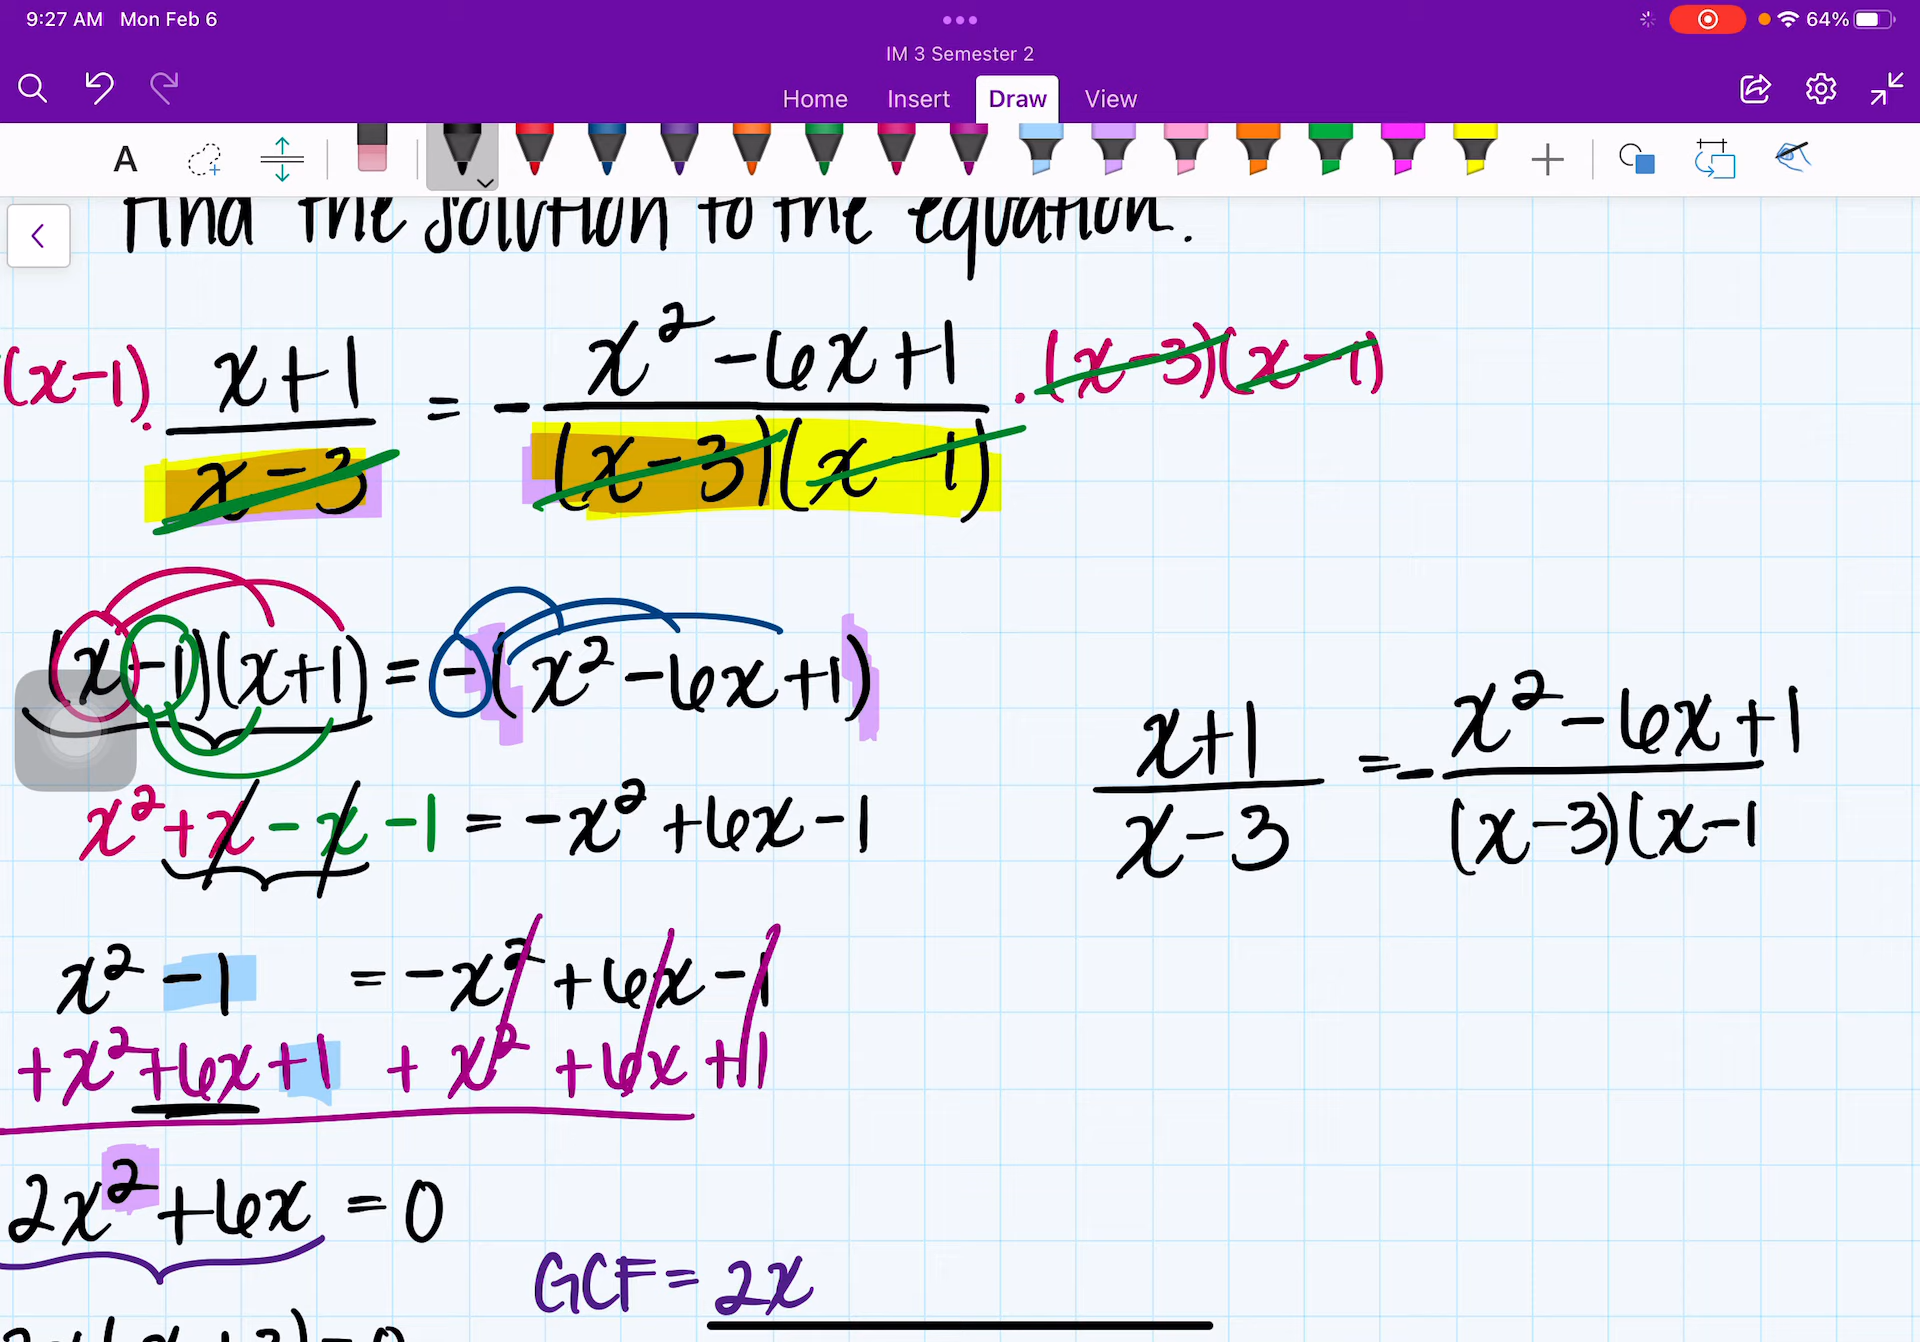 9:27 AM Mon Feb 6
64%
IM 3 Semester 2
Home Insert Draw View
A
Find the solution to the equation.
(x-1) · (x+1)/(x-3) = - (x²-6x+1)/((x-3)(x-1)) · (x-3)(x-1)
(x-1)(x+1) = -(x²-6x+1)
x²+x-x-1 = -x²+6x-1
(x+1)/(x-3) = - (x²-6x+1)/((x-3)(x-1
x²-1 = -x²+6x-1
+x²+6x+1 +x²+6x+1
2x²+6x = 0
GCF = 2x